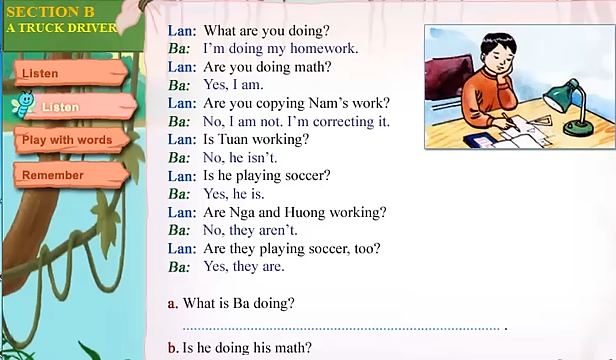 SECTION B
A TRUCK DRIVER
Listen
Listen
Play with words
Remember
Lan: What are you doing?
Ba: I'm doing my homework.
Lan: Are you doing math?
Ba: Yes, I am.
Lan: Are you copying Nam's work?
Ba: No, I am not. I'm correcting it.
Lan: Is Tuan working?
Ba: No, he isn't.
Lan: Is he playing soccer?
Ba: Yes, he is.
Lan: Are Nga and Huong working?
Ba: No, they aren't.
Lan: Are they playing soccer, too?
Ba: Yes, they are.
a. What is Ba doing?
.......................................................................... .
b. Is he doing his math?